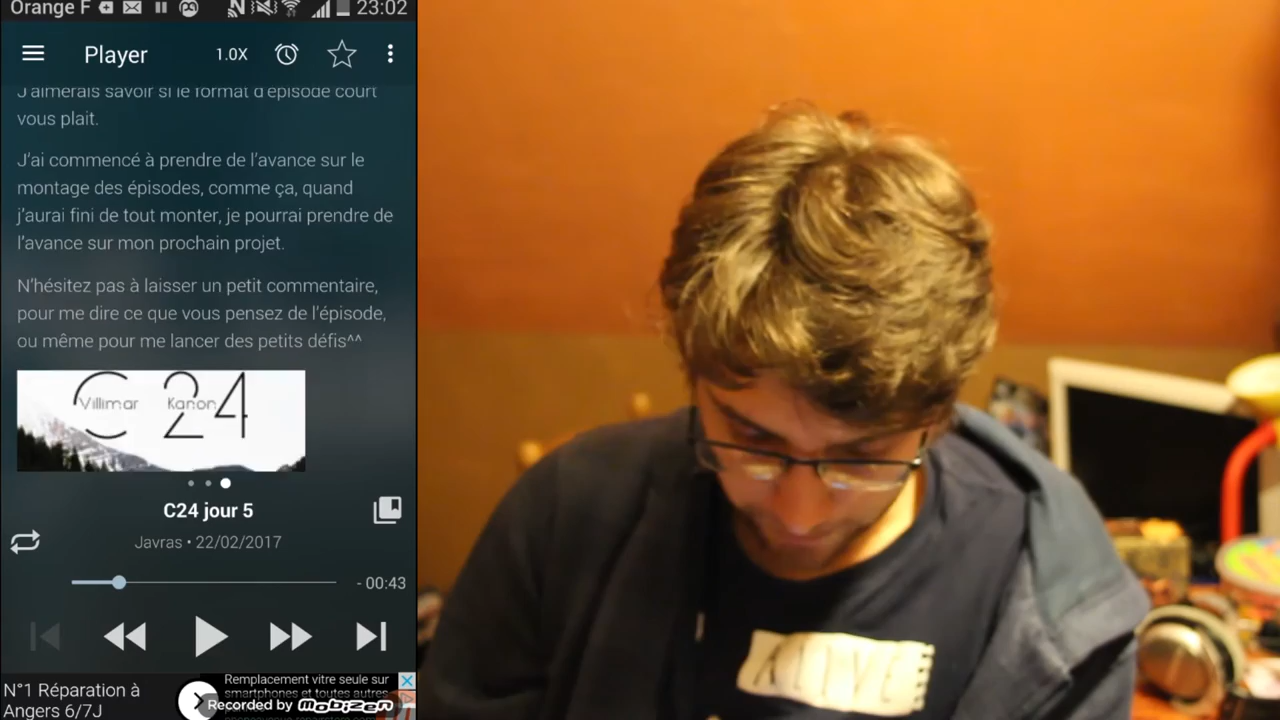 Orange F
23:02
Player
1.0X
J'aimerais savoir si le format d'épisode court
vous plait.
J'ai commencé à prendre de l'avance sur le
montage des épisodes, comme ça, quand
j'aurai fini de tout monter, je pourrai prendre de
l'avance sur mon prochain projet.
N'hésitez pas à laisser un petit commentaire,
pour me dire ce que vous pensez de l'épisode,
ou même pour me lancer des petits défis^^
C 24
Villimar Kanon
C24 jour 5
Javras • 22/02/2017
- 00:43
N°1 Réparation à
Angers 6/7J
Remplacement vitre seule sur
smartphones et toutes autres
Recorded by mobizen
ALIVE